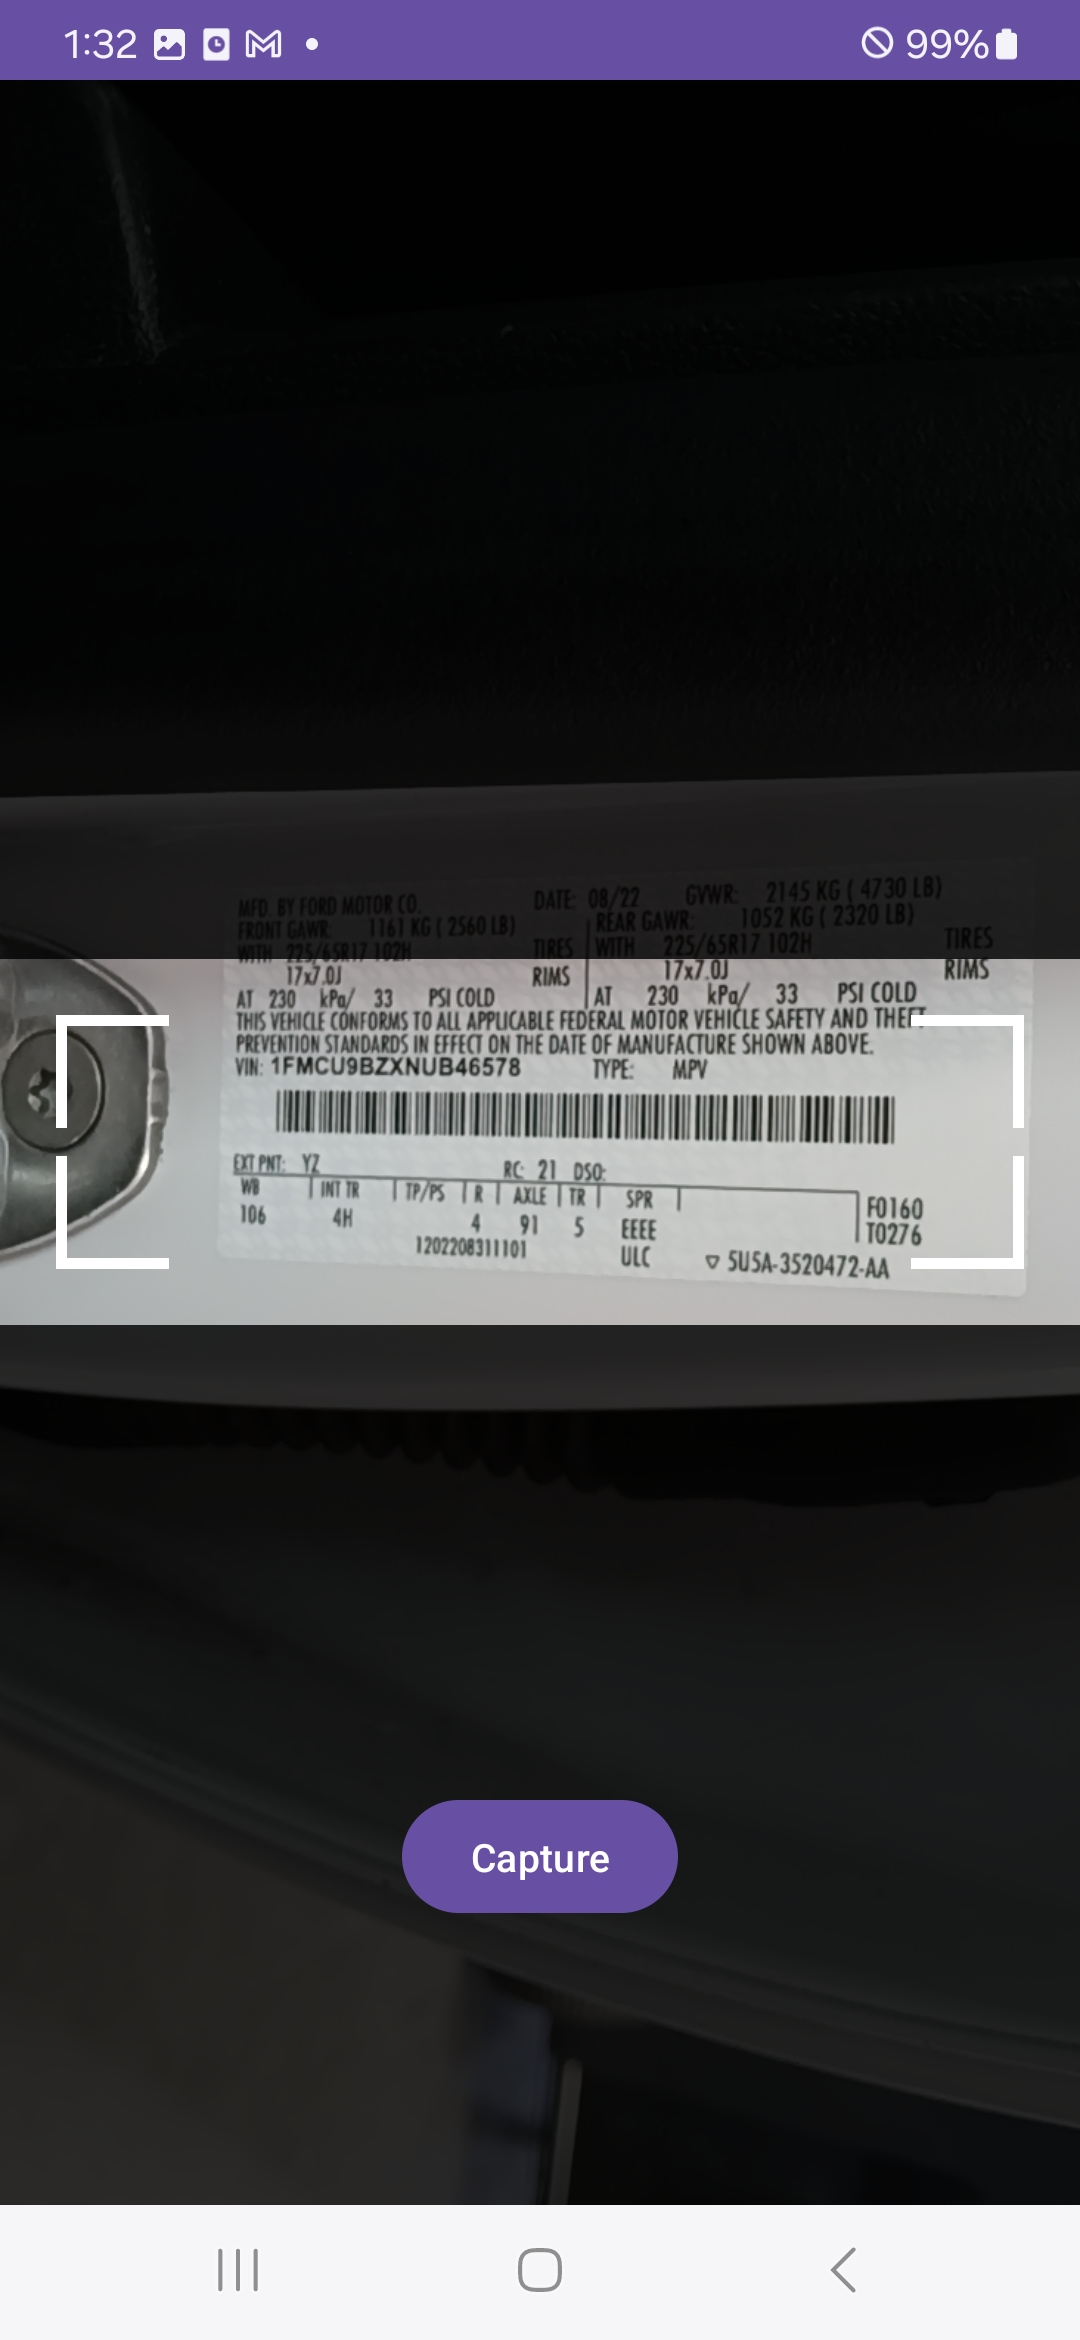 1:32
99%
MFD. BY FORD MOTOR CO. DATE: 08/22 GVWR: 2145 KG ( 4730 LB)
FRONT GAWR: 1161 KG ( 2560 LB) REAR GAWR: 1052 KG ( 2320 LB)
WITH 225/65R17 102H TIRES WITH 225/65R17 102H TIRES
17x7.0J RIMS 17x7.0J RIMS
AT 230 kPa/ 33 PSI COLD AT 230 kPa/ 33 PSI COLD
THIS VEHICLE CONFORMS TO ALL APPLICABLE FEDERAL MOTOR VEHICLE SAFETY AND THEFT
PREVENTION STANDARDS IN EFFECT ON THE DATE OF MANUFACTURE SHOWN ABOVE.
VIN: 1FMCU9BZXNUB46578 TYPE: MPV
EXT PNT: YZ RC: 21 DSO:
WB INT TR TP/PS R AXLE TR SPR
106 4H 4 91 5 EEEE
F0160
T0276
1202208311101 ULC ▽ 5U5A-3520472-AA
Capture